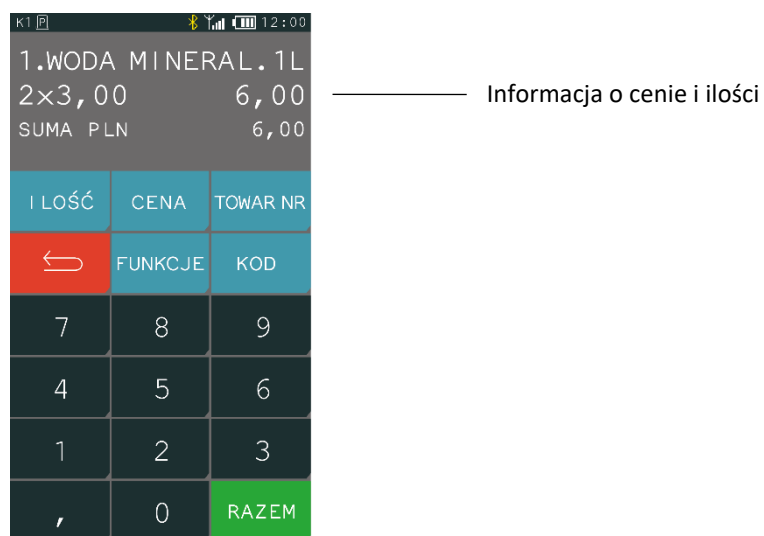 K1 P 12:00
1.WODA MINERAL.1L
2×3,00 6,00
SUMA PLN 6,00
Informacja o cenie i ilości
ILOŚĆ CENA TOWAR NR
FUNKCJE KOD
7 8 9
4 5 6
1 2 3
, 0 RAZEM